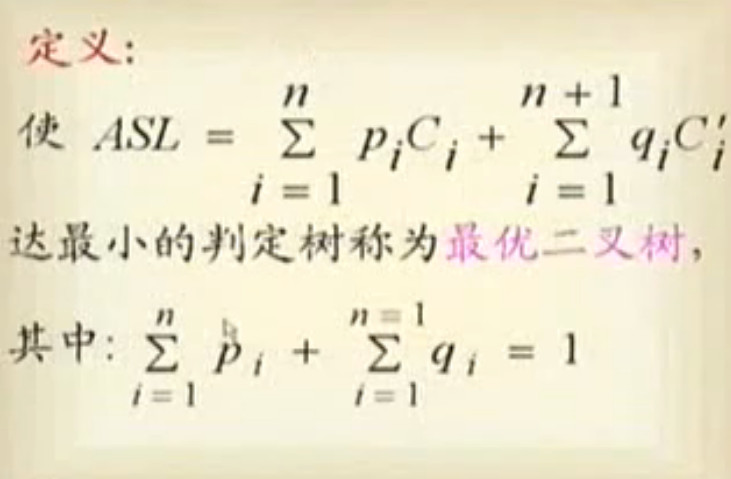 定义:
使 ASL = \sum_{i=1}^{n} p_i C_i + \sum_{i=1}^{n+1} q_i C'_i
达最小的判定树称为最优二叉树,
其中: \sum_{i=1}^{n} p_i + \sum_{i=1}^{n=1} q_i = 1